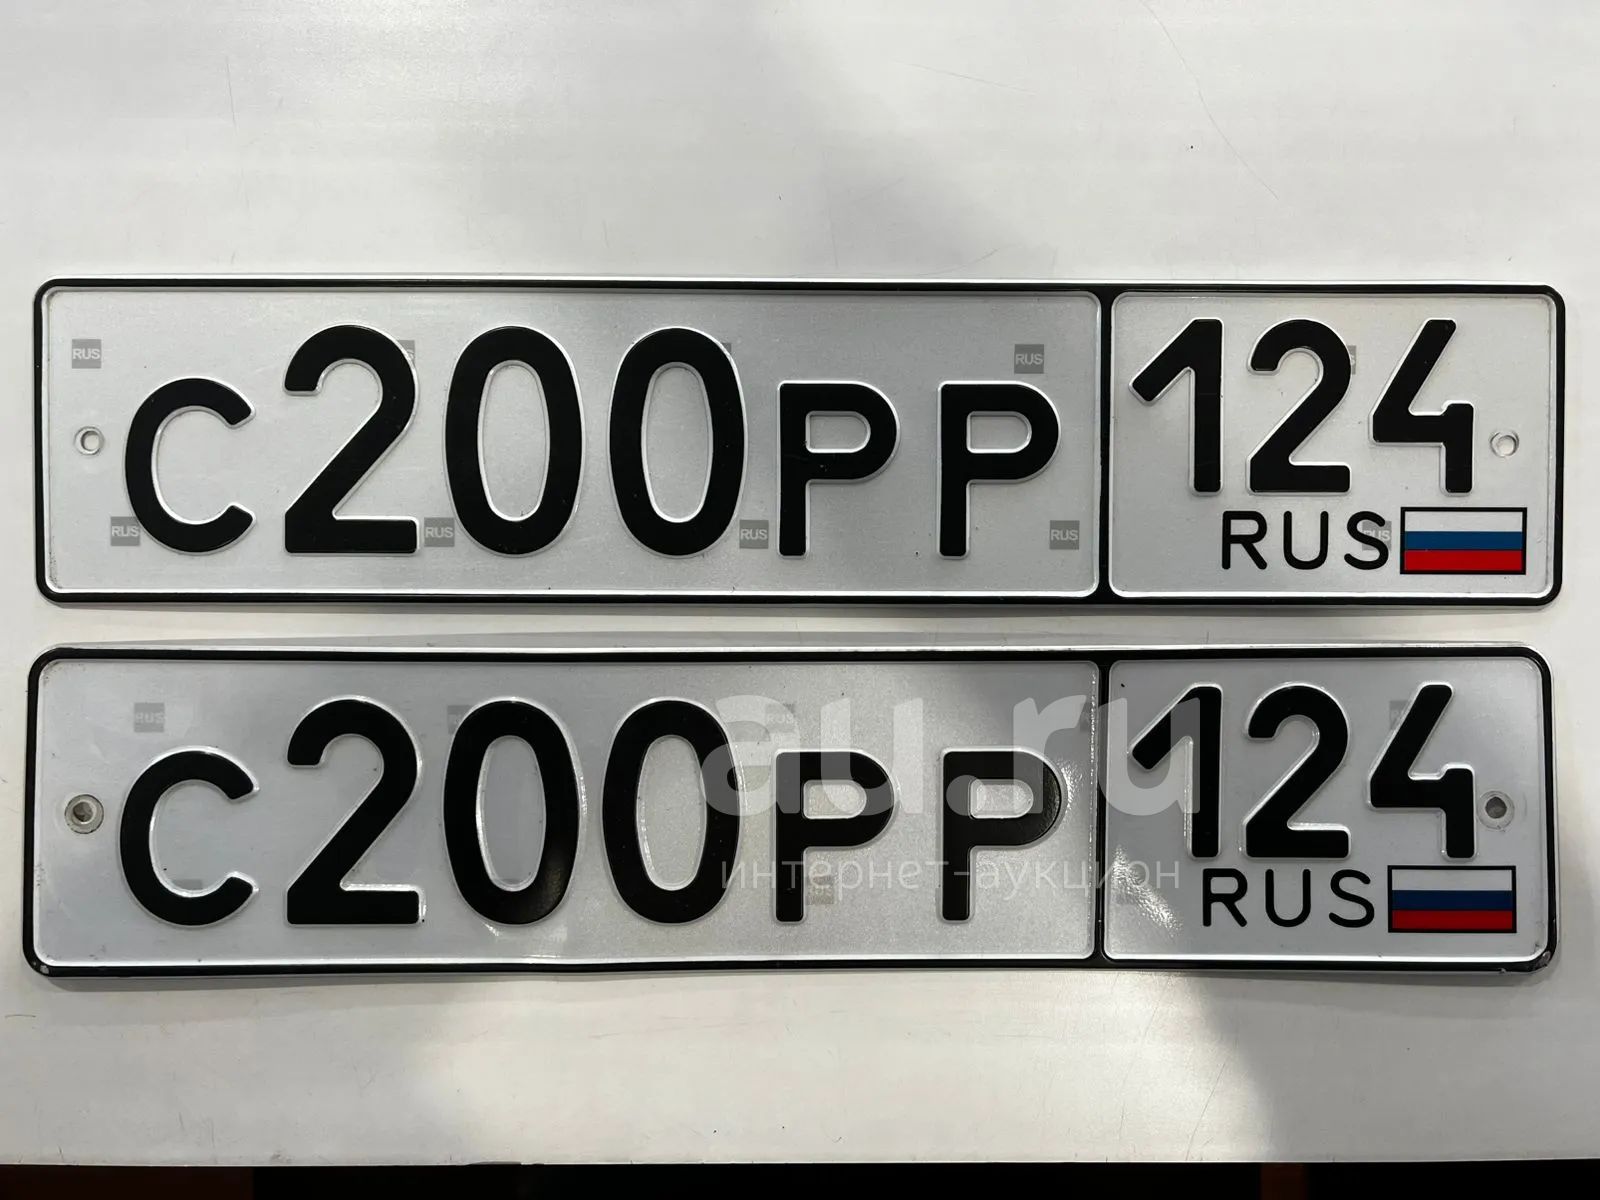 С200РР 124
RUS
С200РР 124
RUS
au.ru
интернет-аукцион